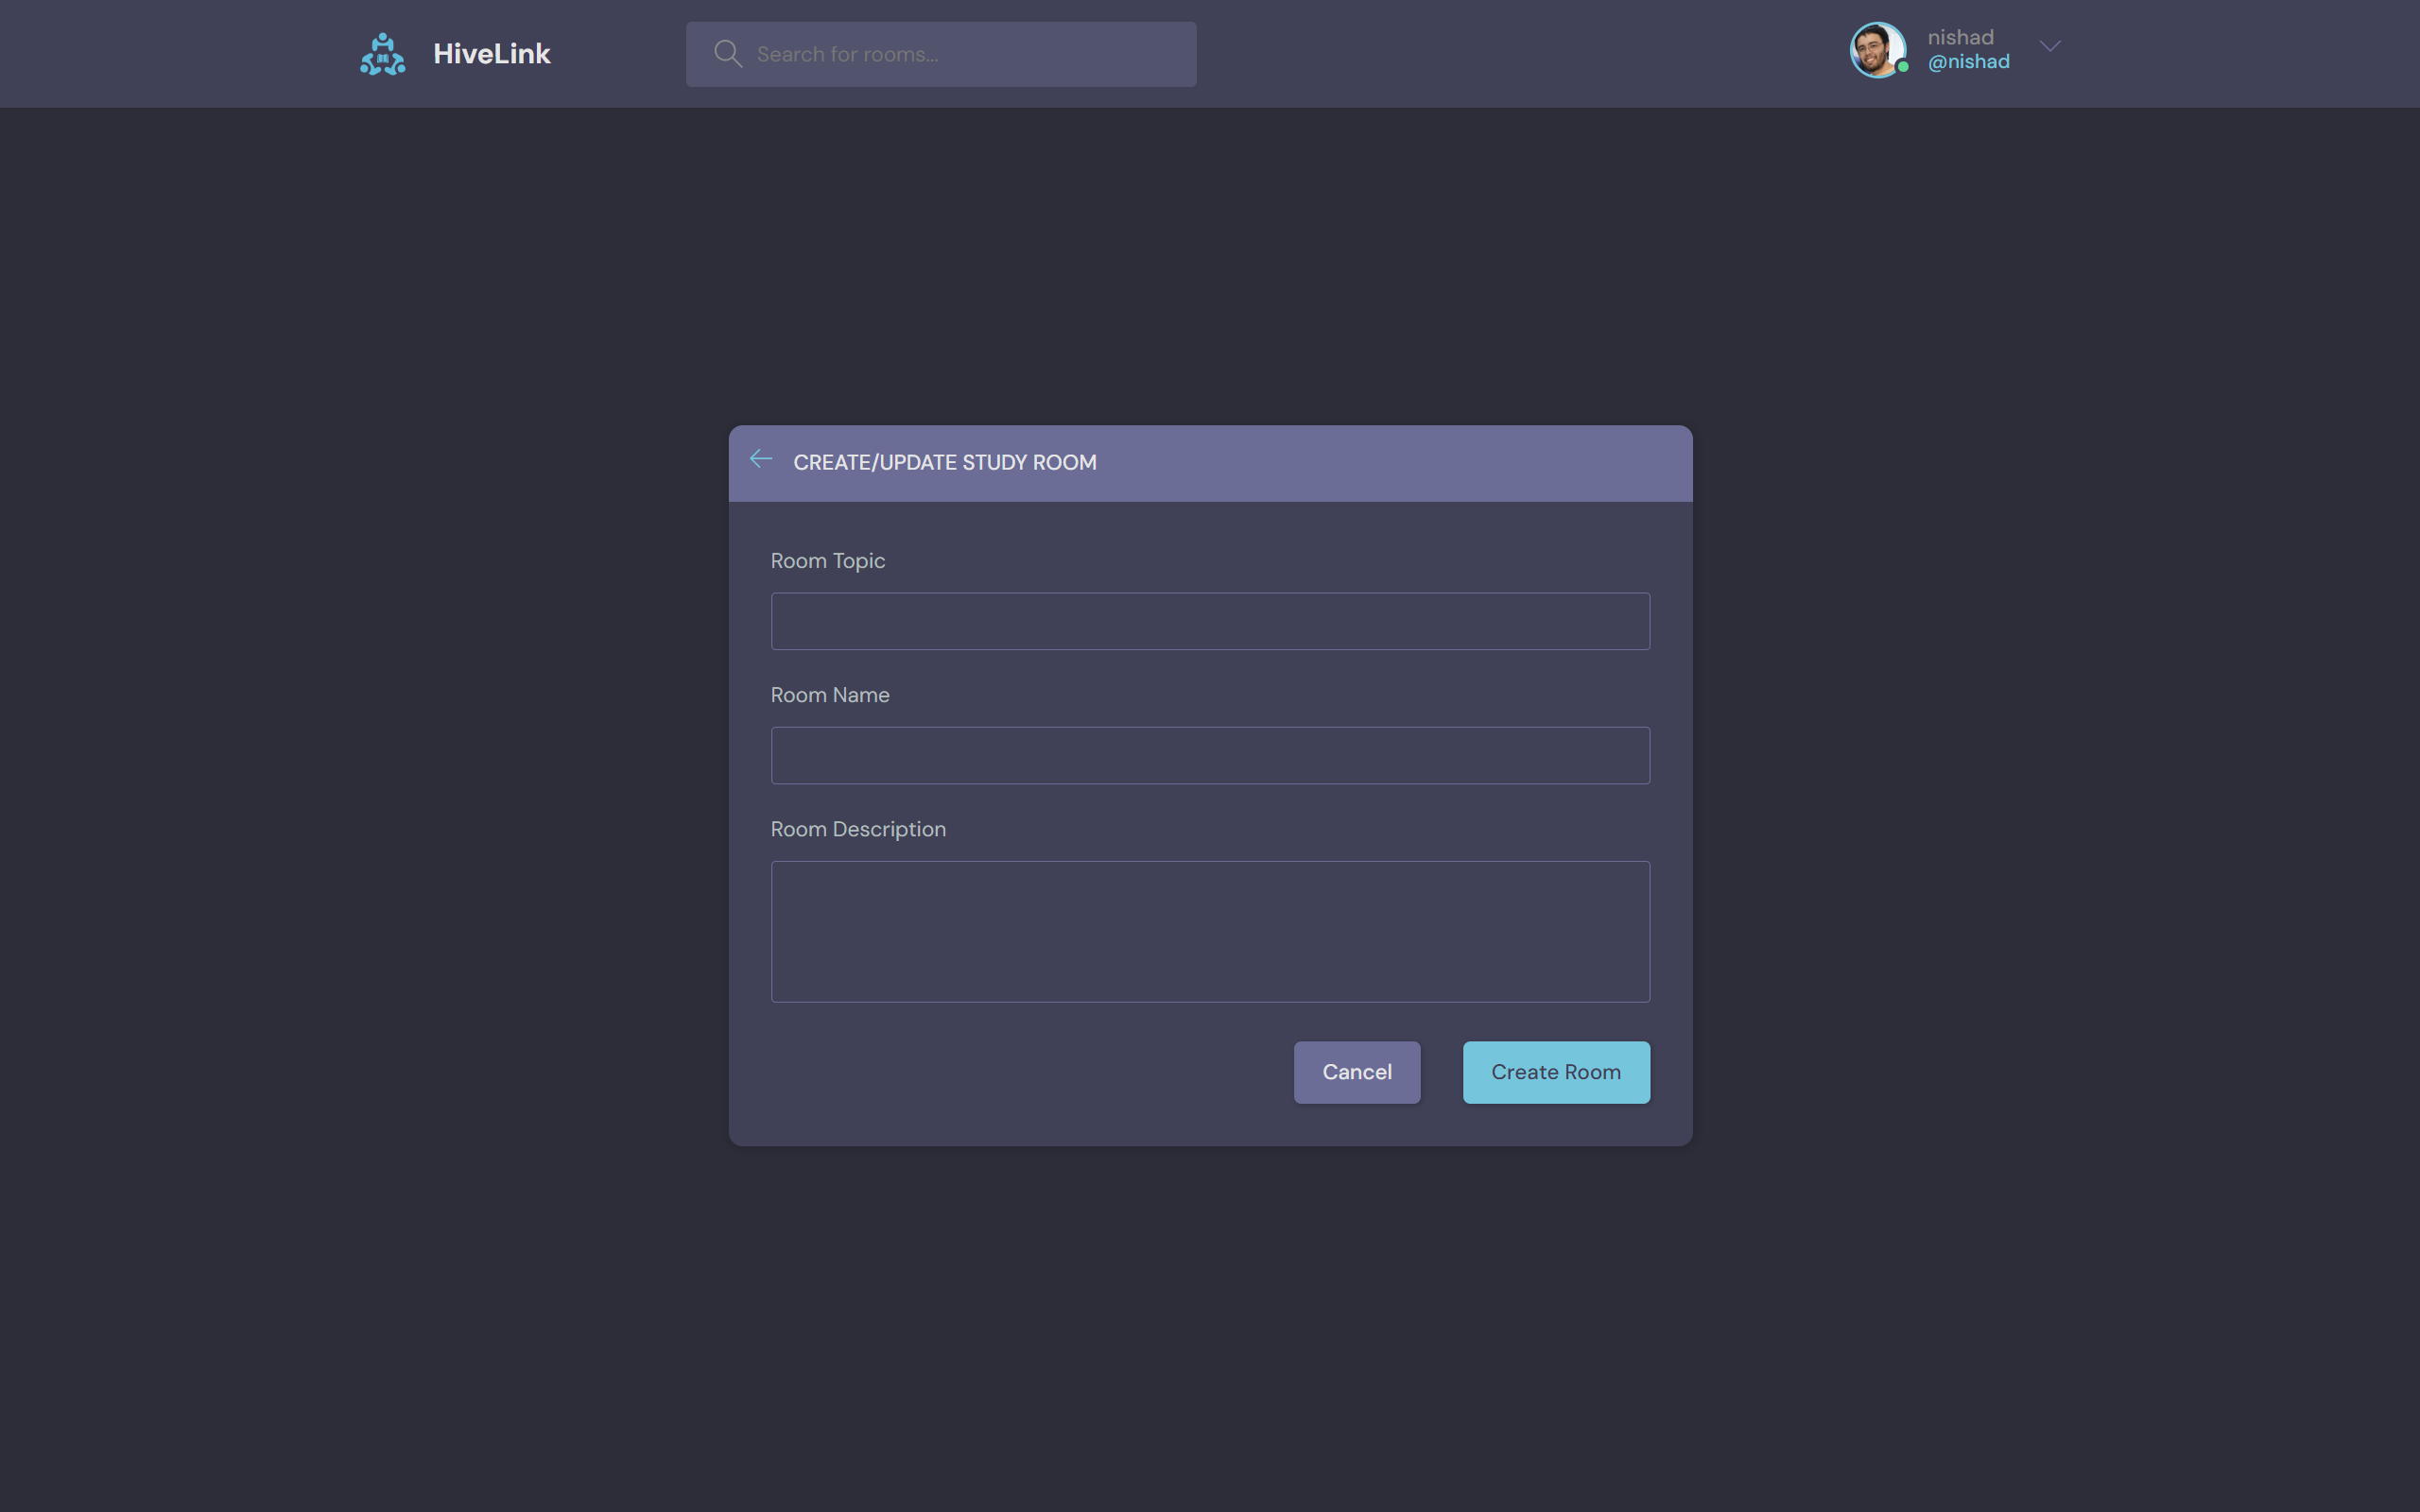 HiveLink
Search for rooms...
nishad
@nishad
CREATE/UPDATE STUDY ROOM
Room Topic
Room Name
Room Description
Cancel
Create Room